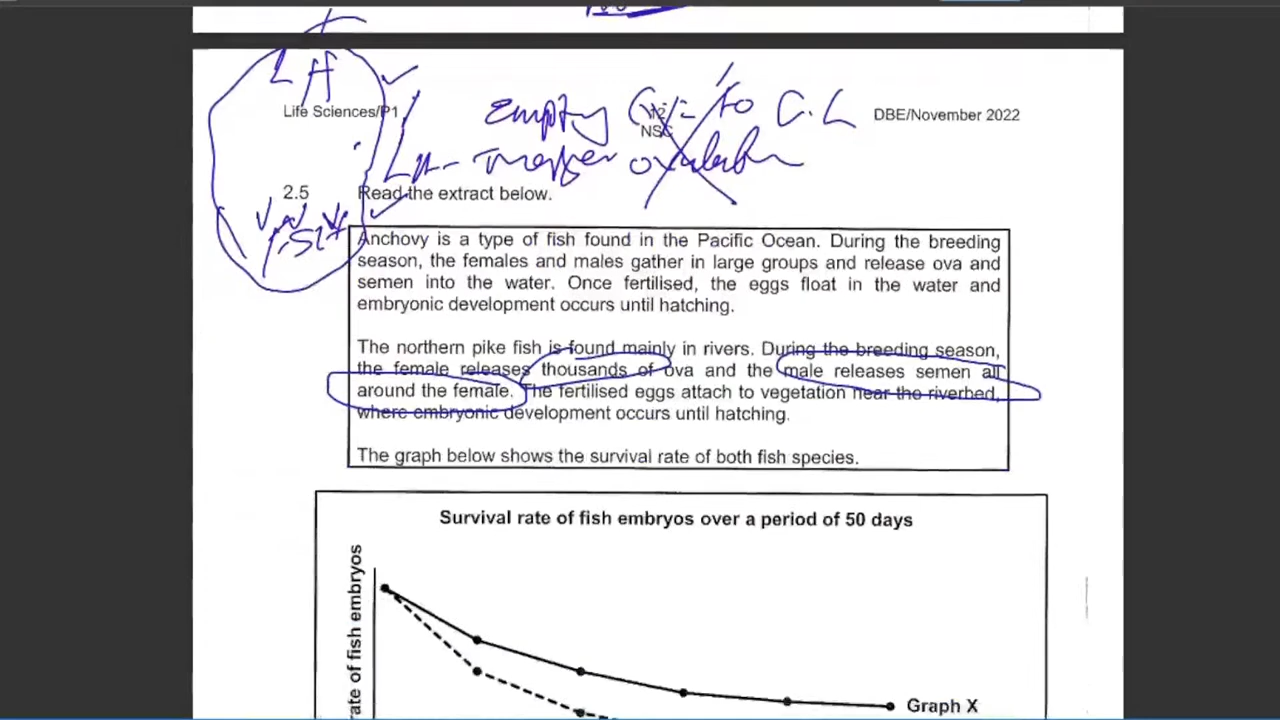 LH
Life Sciences/P1
Empty G.F = to C.L
12
NSC
DBE/November 2022
LH - ovulation
2.5
Read the extract below.
Anchovy is a type of fish found in the Pacific Ocean. During the breeding
season, the females and males gather in large groups and release ova and
semen into the water. Once fertilised, the eggs float in the water and
embryonic development occurs until hatching.
The northern pike fish is found mainly in rivers. During the breeding season,
the female releases thousands of ova and the male releases semen all
around the female. The fertilised eggs attach to vegetation near the riverbed,
where embryonic development occurs until hatching.
The graph below shows the survival rate of both fish species.
Survival rate of fish embryos over a period of 50 days
rate of fish embryos
Graph X